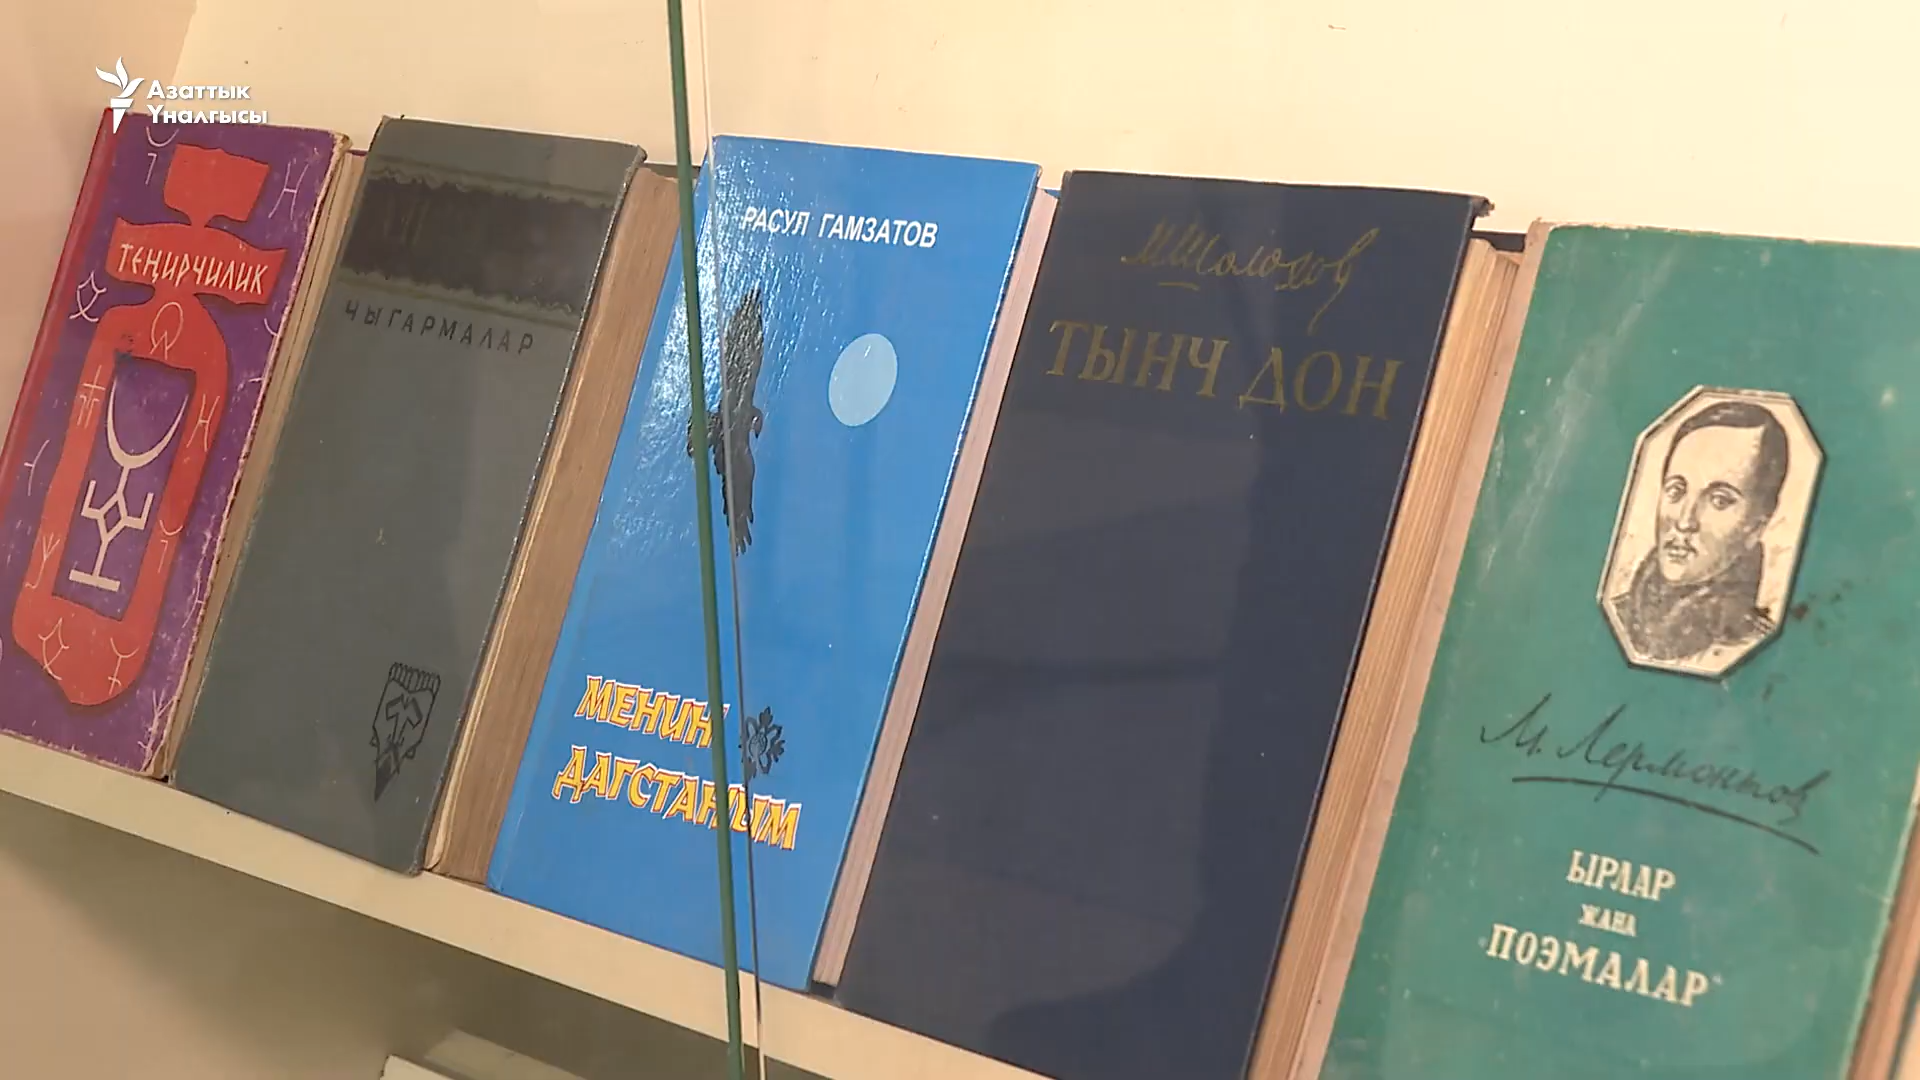 Азаттык
Үналгысы
ТЕҢИРЧИЛИК
ЧЫГАРМАЛАР
РАСУЛ ГАМЗАТОВ
МЕНИН
ДАГСТАНЫМ
М Шолохов
ТЫНЧ ДОН
М. Лермонтов
ЫРЛАР
ЖАНА
ПОЭМАЛАР